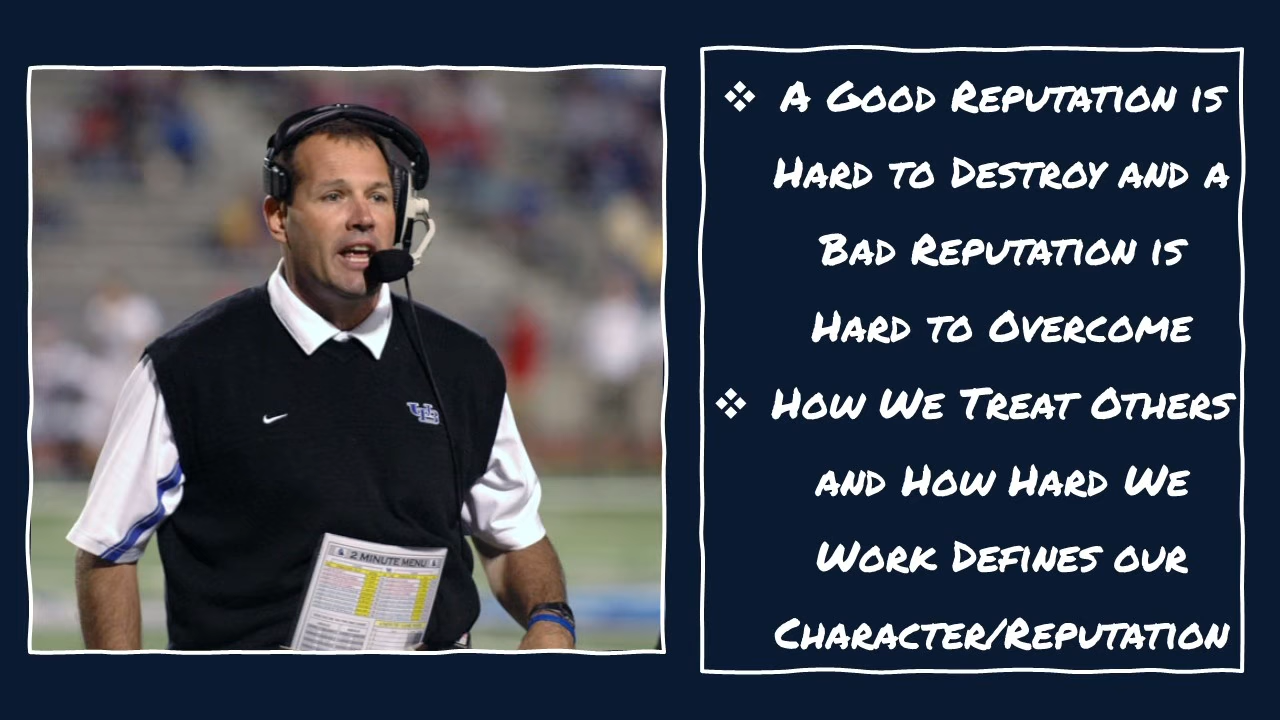 ❖ A Good Reputation is
Hard to Destroy and a
Bad Reputation is
Hard to Overcome
❖ How We Treat Others
and How Hard We
Work Defines our
Character/Reputation
UB
2 MINUTE MENU